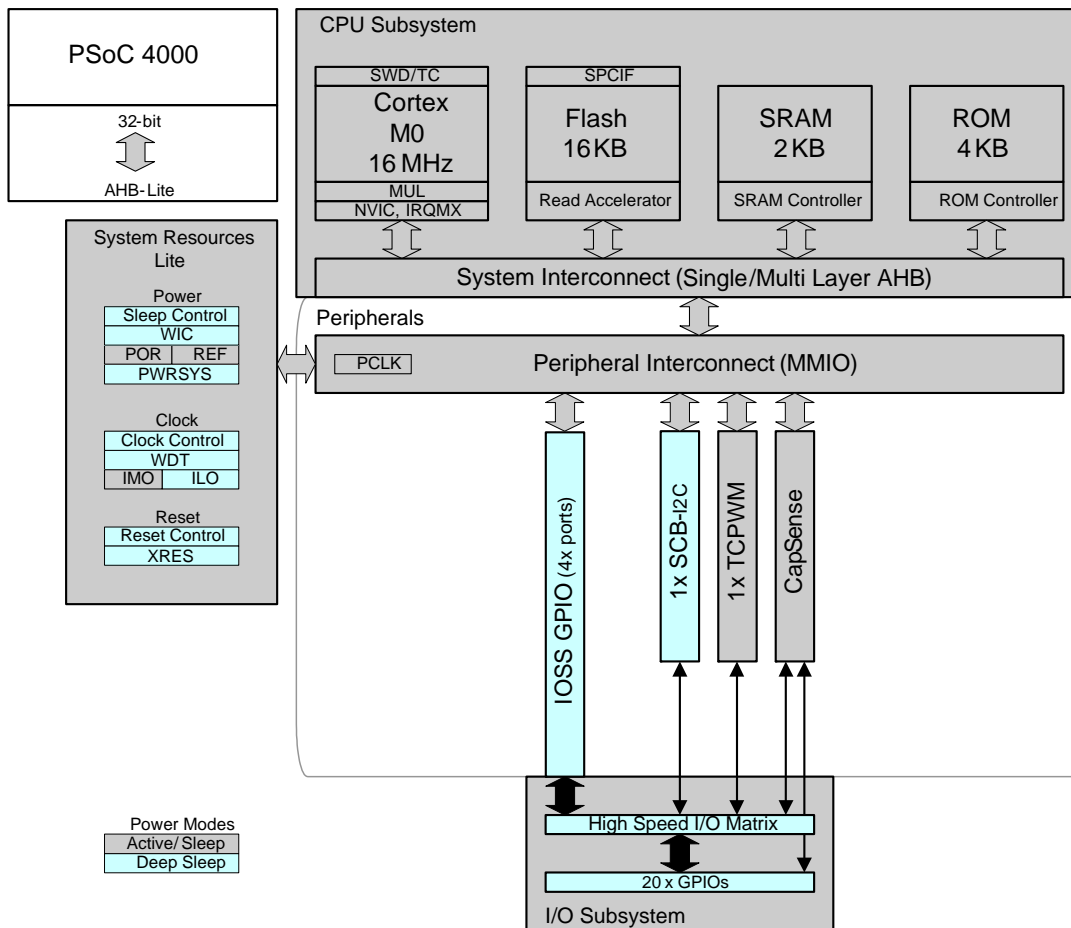 PSoC 4000
32-bit
AHB-Lite
CPU Subsystem
SWD/TC
Cortex
M0
16 MHz
MUL
NVIC, IRQMX
SPCIF
Flash
16 KB
Read Accelerator
SRAM
2 KB
SRAM Controller
ROM
4 KB
ROM Controller
System Interconnect (Single/Multi Layer AHB)
System Resources
Lite
Power
Sleep Control
WIC
POR REF
PWRSYS
Clock
Clock Control
WDT
IMO ILO
Reset
Reset Control
XRES
Peripherals
PCLK
Peripheral Interconnect (MMIO)
IOSS GPIO (4x ports)
1x SCB-I2C
1x TCPWM
CapSense
High Speed I/O Matrix
20 x GPIOs
I/O Subsystem
Power Modes
Active/Sleep
Deep Sleep